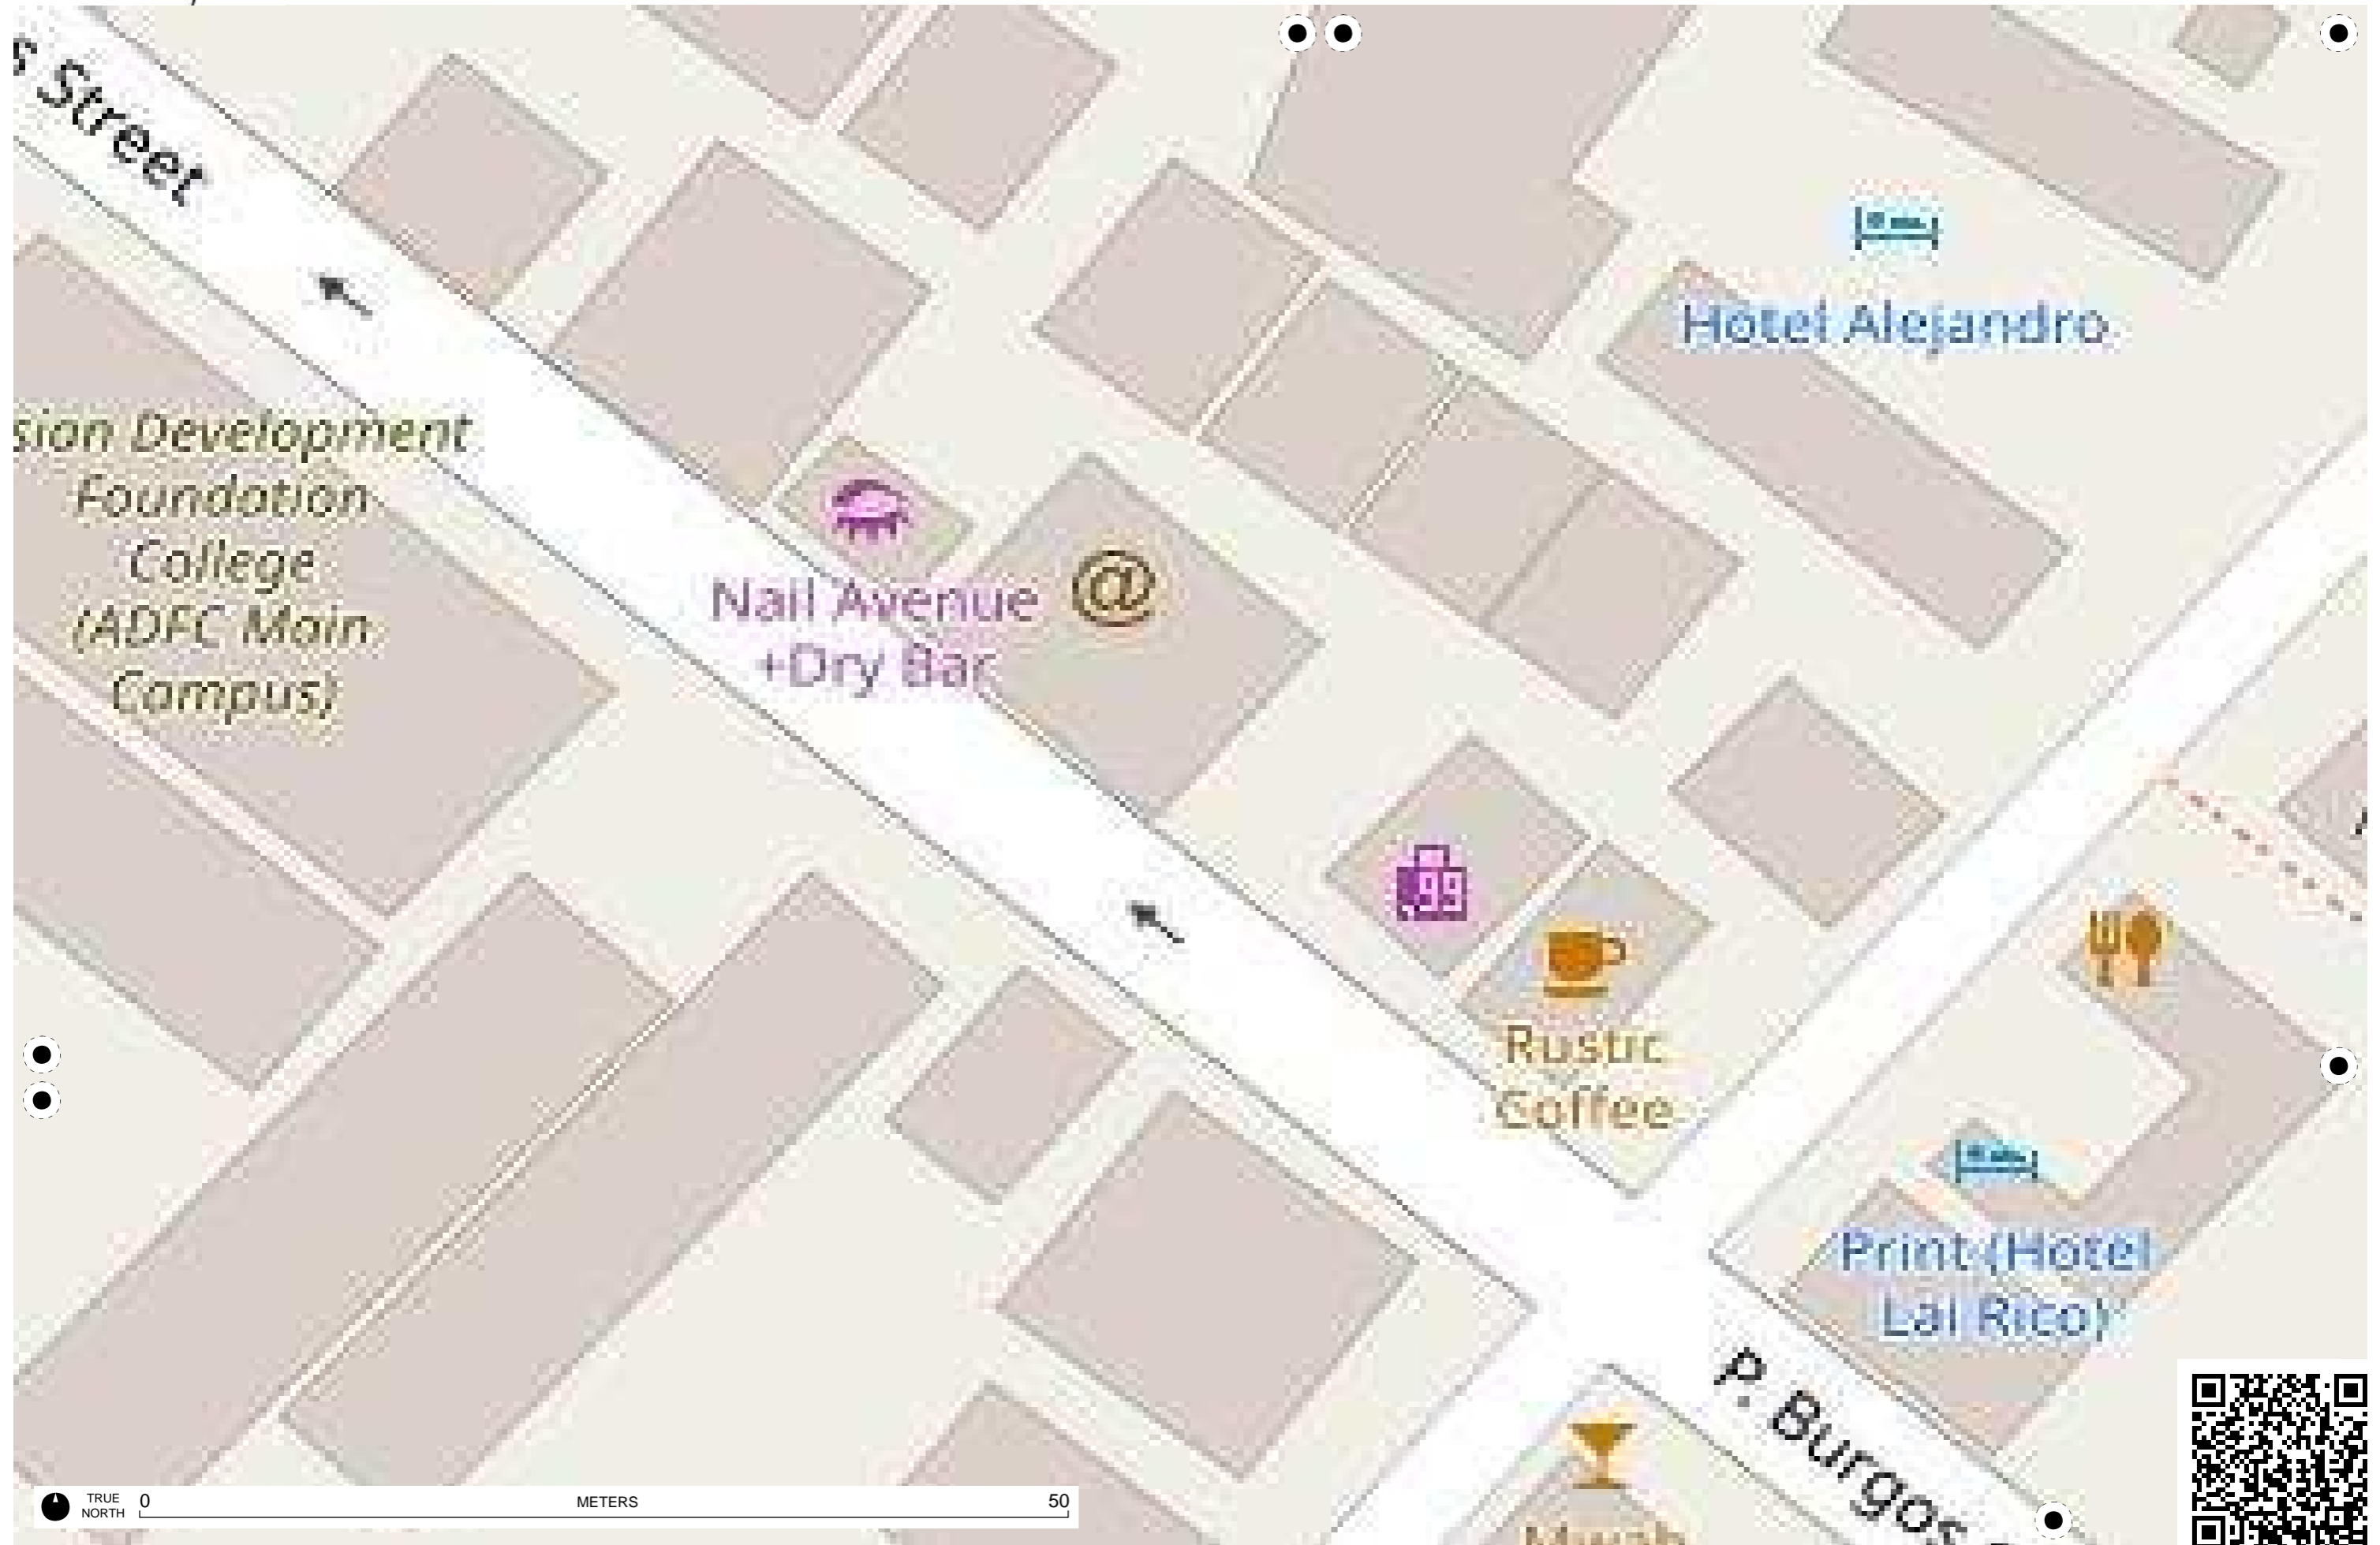 s Street
Hotel Alejandro
sion Development
Foundation
College
(ADFC Main
Campus)
Nail Avenue
+Dry Bar
@
99
Rustic
Coffee
Print (Hotel
Lal Rico)
P. Burgos
TRUE
NORTH
0
METERS
50